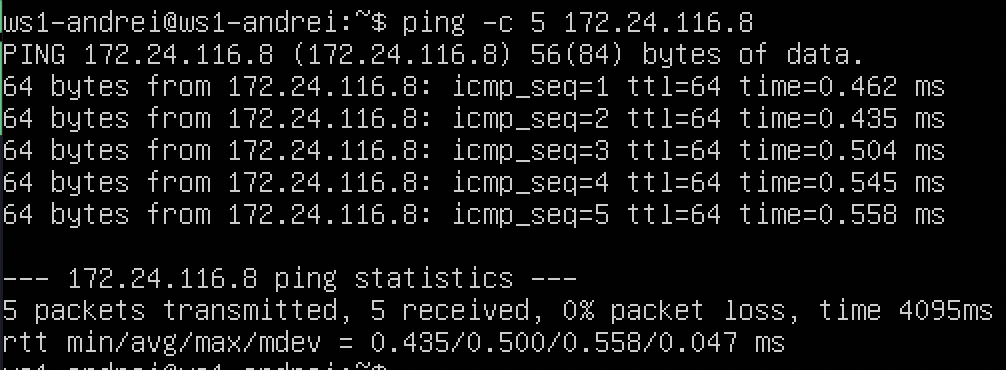 ws1-andrei@ws1-andrei:~$ ping -c 5 172.24.116.8
PING 172.24.116.8 (172.24.116.8) 56(84) bytes of data.
64 bytes from 172.24.116.8: icmp_seq=1 ttl=64 time=0.462 ms
64 bytes from 172.24.116.8: icmp_seq=2 ttl=64 time=0.435 ms
64 bytes from 172.24.116.8: icmp_seq=3 ttl=64 time=0.504 ms
64 bytes from 172.24.116.8: icmp_seq=4 ttl=64 time=0.545 ms
64 bytes from 172.24.116.8: icmp_seq=5 ttl=64 time=0.558 ms

--- 172.24.116.8 ping statistics ---
5 packets transmitted, 5 received, 0% packet loss, time 4095ms
rtt min/avg/max/mdev = 0.435/0.500/0.558/0.047 ms
ws1-andrei@ws1-andrei:~$